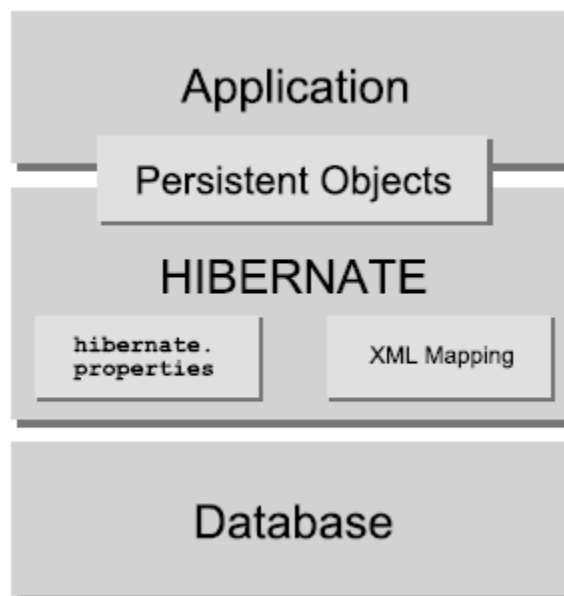 Application
Persistent Objects
HIBERNATE
hibernate.
properties
XML Mapping
Database